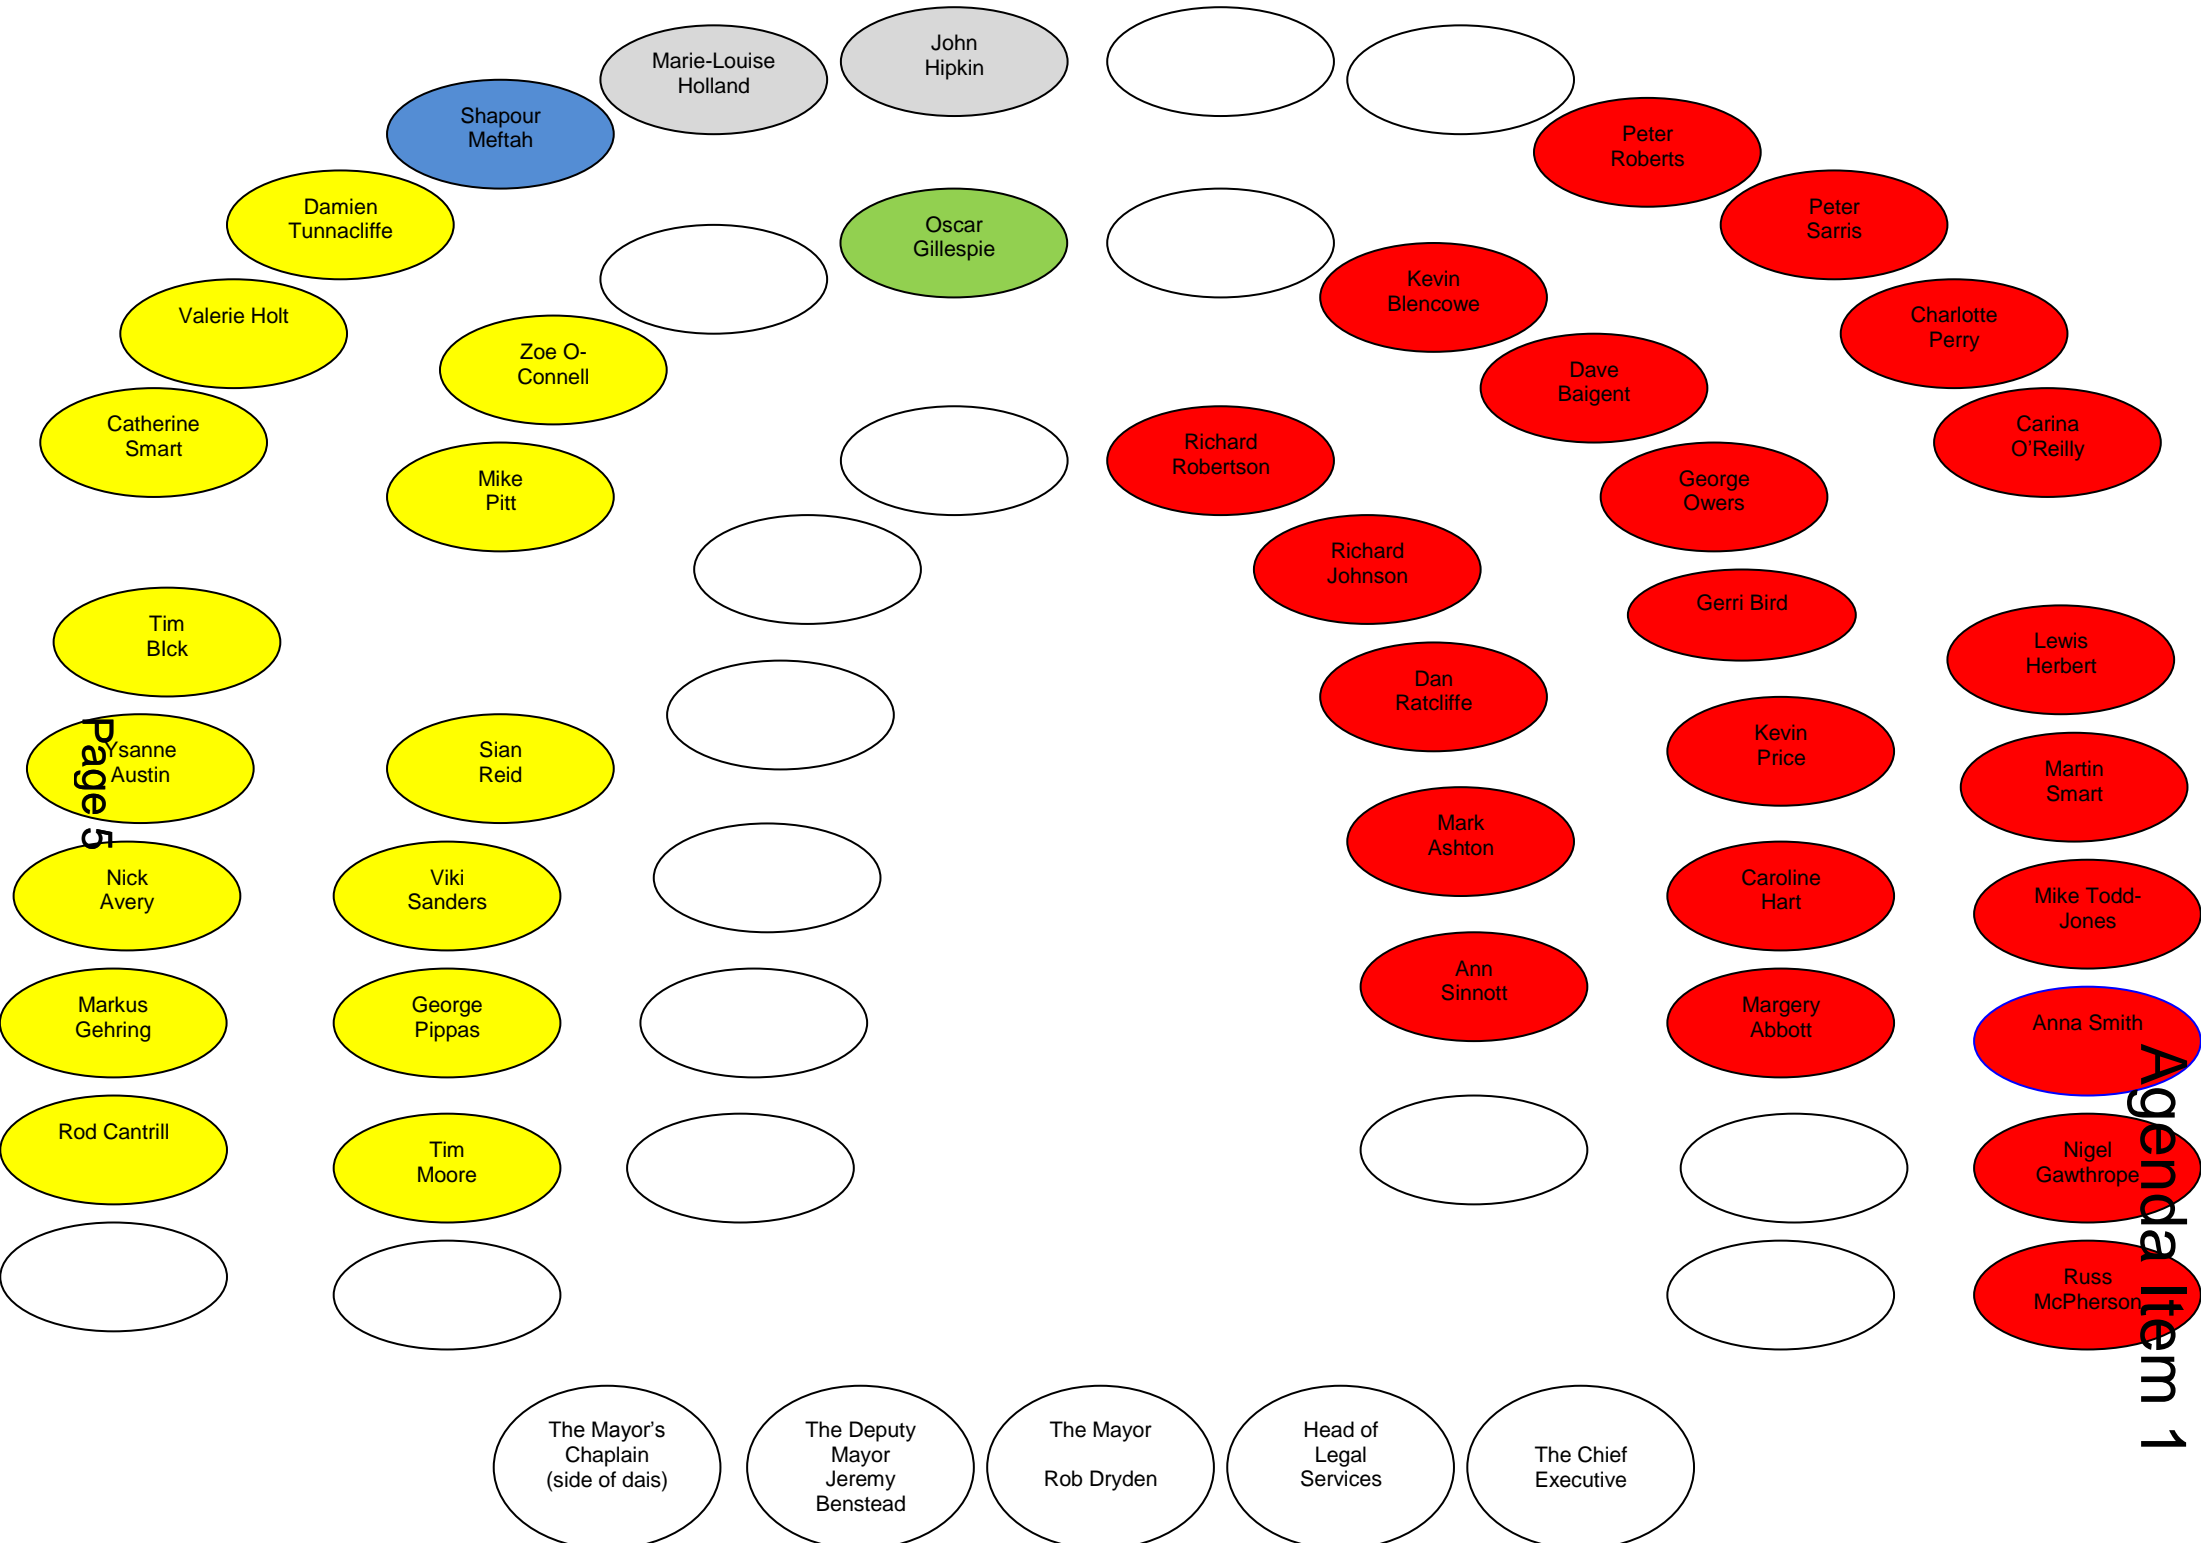 John
Hipkin
Marie-Louise
Holland
Shapour
Meftah
Peter
Roberts
Damien
Tunnacliffe
Oscar
Gillespie
Peter
Sarris
Kevin
Blencowe
Valerie Holt
Charlotte
Perry
Zoe O-
Connell
Dave
Baigent
Catherine
Smart
Carina
O'Reilly
Richard
Robertson
Mike
Pitt
George
Owers
Richard
Johnson
Gerri Bird
Tim
BIck
Lewis
Herbert
Dan
Ratcliffe
Kevin
Price
Ysanne
Austin
Sian
Reid
Martin
Smart
Page 5
Mark
Ashton
Nick
Avery
Viki
Sanders
Caroline
Hart
Mike Todd-
Jones
Ann
Sinnott
Markus
Gehring
George
Pippas
Margery
Abbott
Anna Smith
Agenda Item 1
Rod Cantrill
Tim
Moore
Nigel
Gawthrope
Russ
McPherson
The Mayor’s
Chaplain
(side of dais)
The Deputy
Mayor
Jeremy
Benstead
The Mayor
Rob Dryden
Head of
Legal
Services
The Chief
Executive